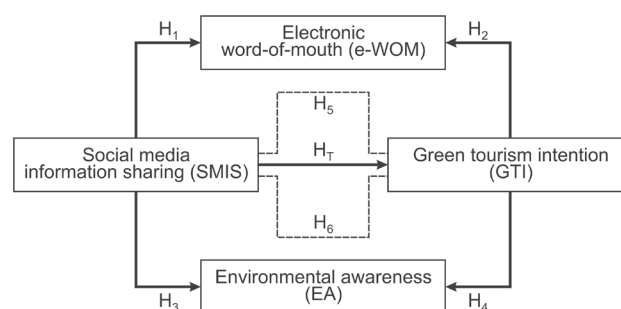 H1
Electronic
word-of-mouth (e-WOM)
H2
H5
Social media
information sharing (SMIS)
HT
Green tourism intention
(GTI)
H6
Environmental awareness
(EA)
H3
H4